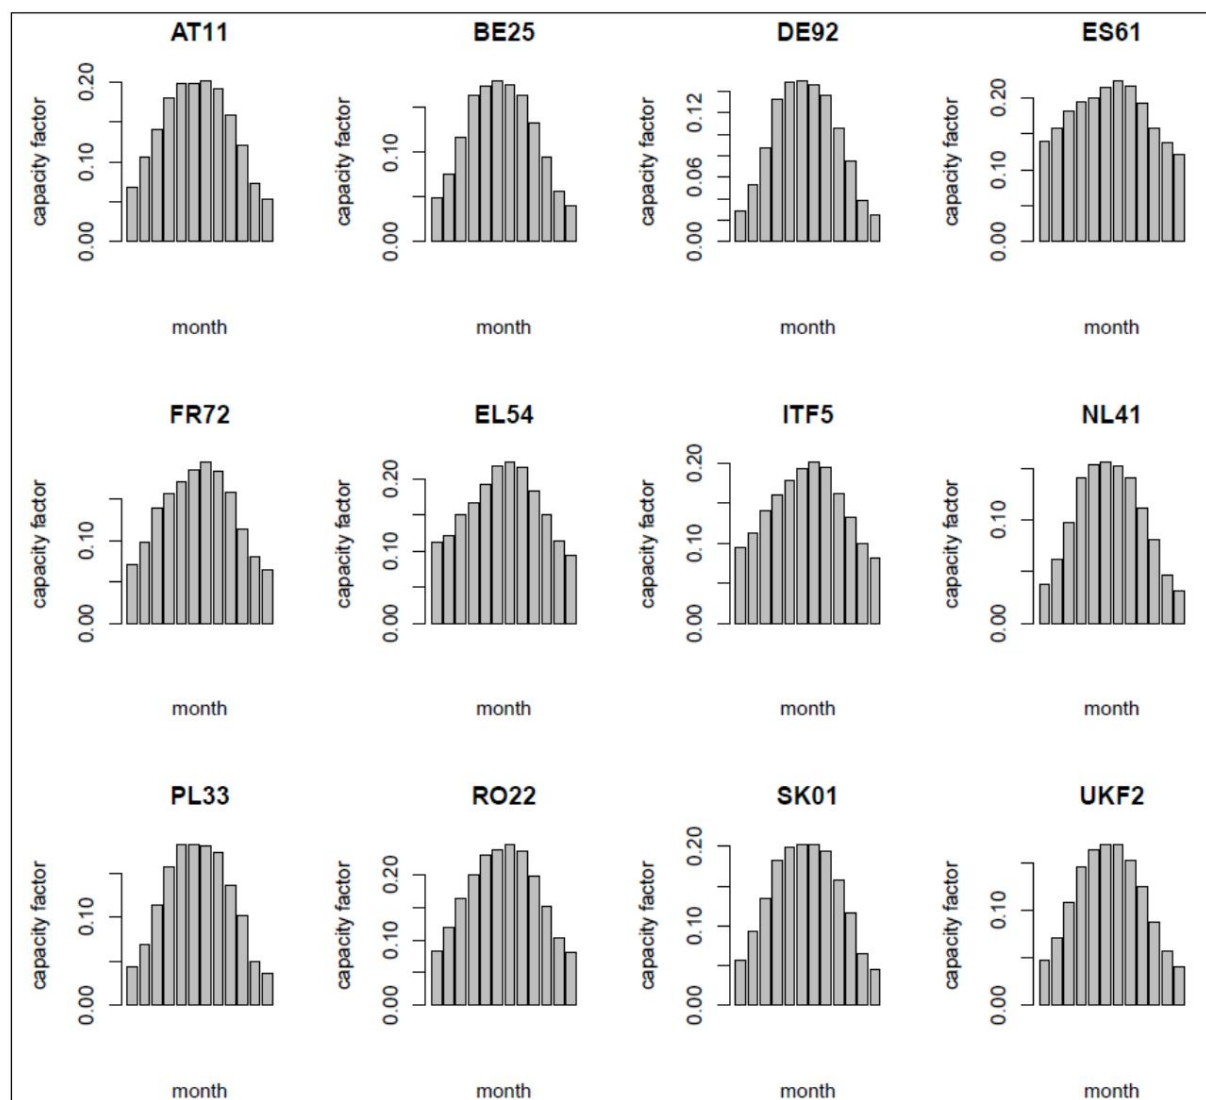 AT11 BE25 DE92 ES61
capacity factor capacity factor capacity factor capacity factor
0.20 0.10 0.00
0.10 0.00
0.12 0.06 0.00
0.20 0.10 0.00
month month month month
FR72 EL54 ITF5 NL41
capacity factor capacity factor capacity factor capacity factor
0.10 0.00
0.20 0.10 0.00
0.20 0.10 0.00
0.10 0.00
month month month month
PL33 RO22 SK01 UKF2
capacity factor capacity factor capacity factor capacity factor
0.10 0.00
0.20 0.10 0.00
0.20 0.10 0.00
0.10 0.00
month month month month